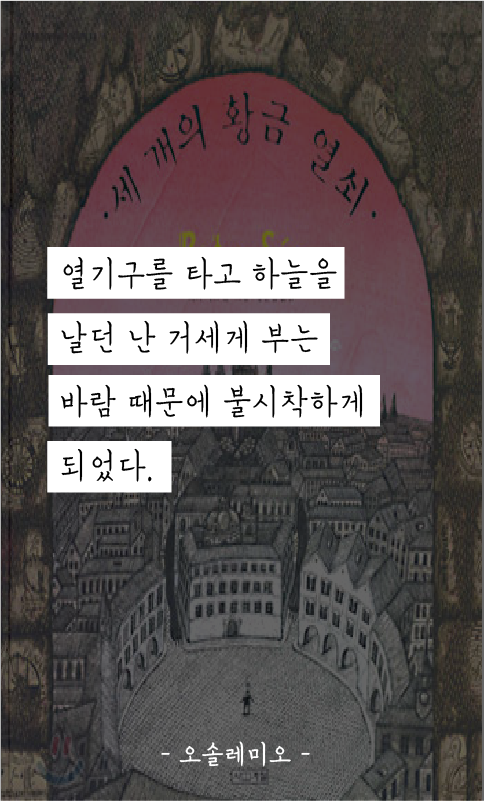 ·세 개의 황금 열쇠·
열기구를 타고 하늘을
날던 난 거세게 부는
바람 때문에 불시착하게
되었다.
- 오솔레미오 -